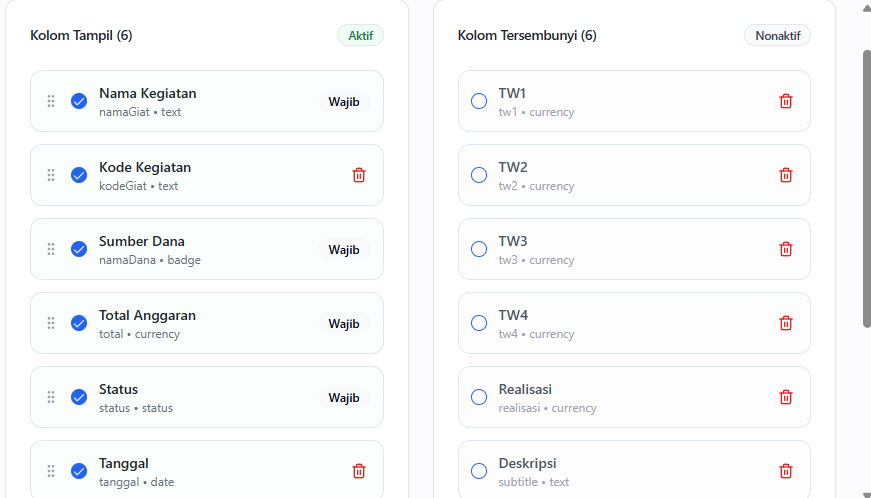 Kolom Tampil (6)
Aktif
Nama Kegiatan
namaGiat • text
Wajib
Kode Kegiatan
kodeGiat • text
Sumber Dana
namaDana • badge
Wajib
Total Anggaran
total • currency
Wajib
Status
status • status
Wajib
Tanggal
tanggal • date
Kolom Tersembunyi (6)
Nonaktif
TW1
tw1 • currency
TW2
tw2 • currency
TW3
tw3 • currency
TW4
tw4 • currency
Realisasi
realisasi • currency
Deskripsi
subtitle • text